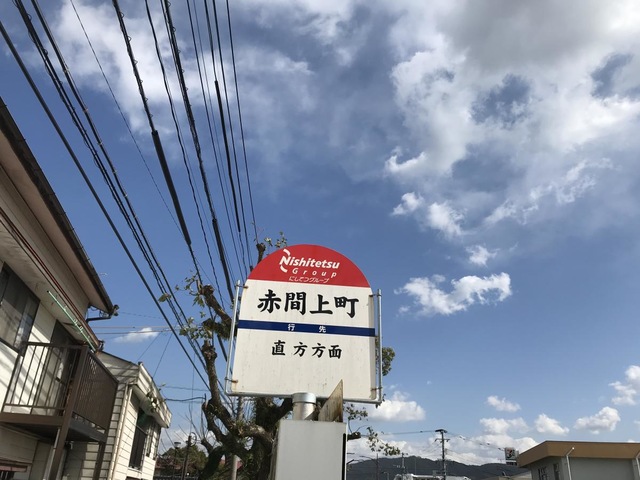 Nishitetsu
Group
にしてつグループ
赤間上町
行先
直方方面